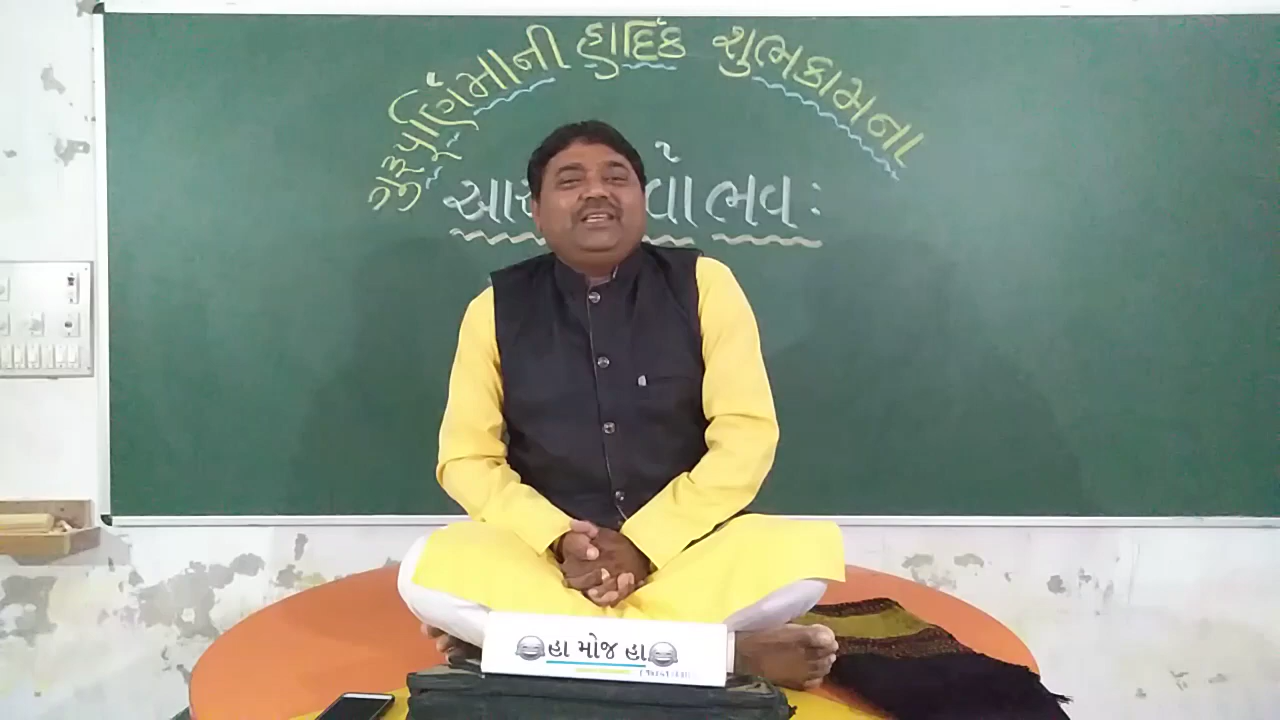 ગુરૂપૂર્ણિમાની હાર્દિક શુભકામના
ભવઃ
હા મોજ હા